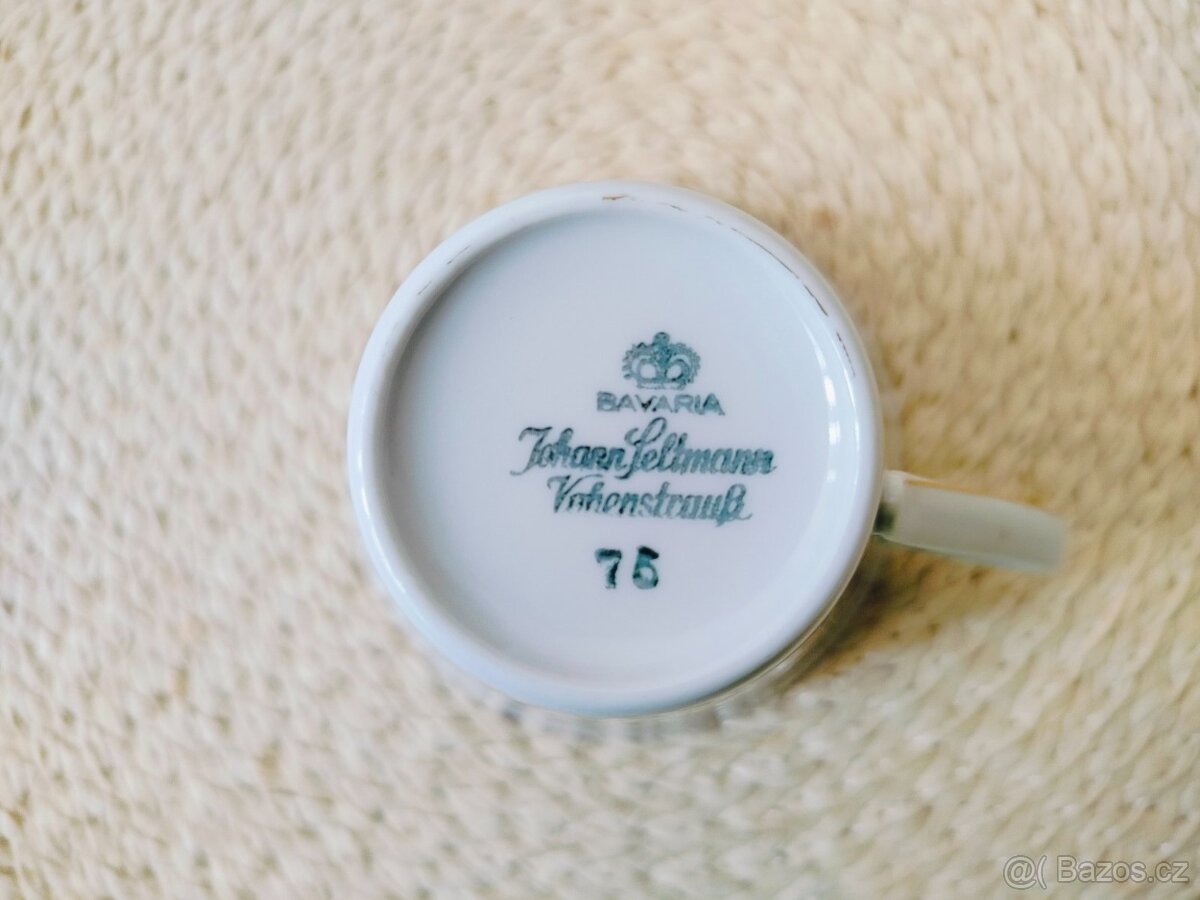 BAVARIA
Johann Seltmann
Vohenstrauß
75
@( Bazos.cz